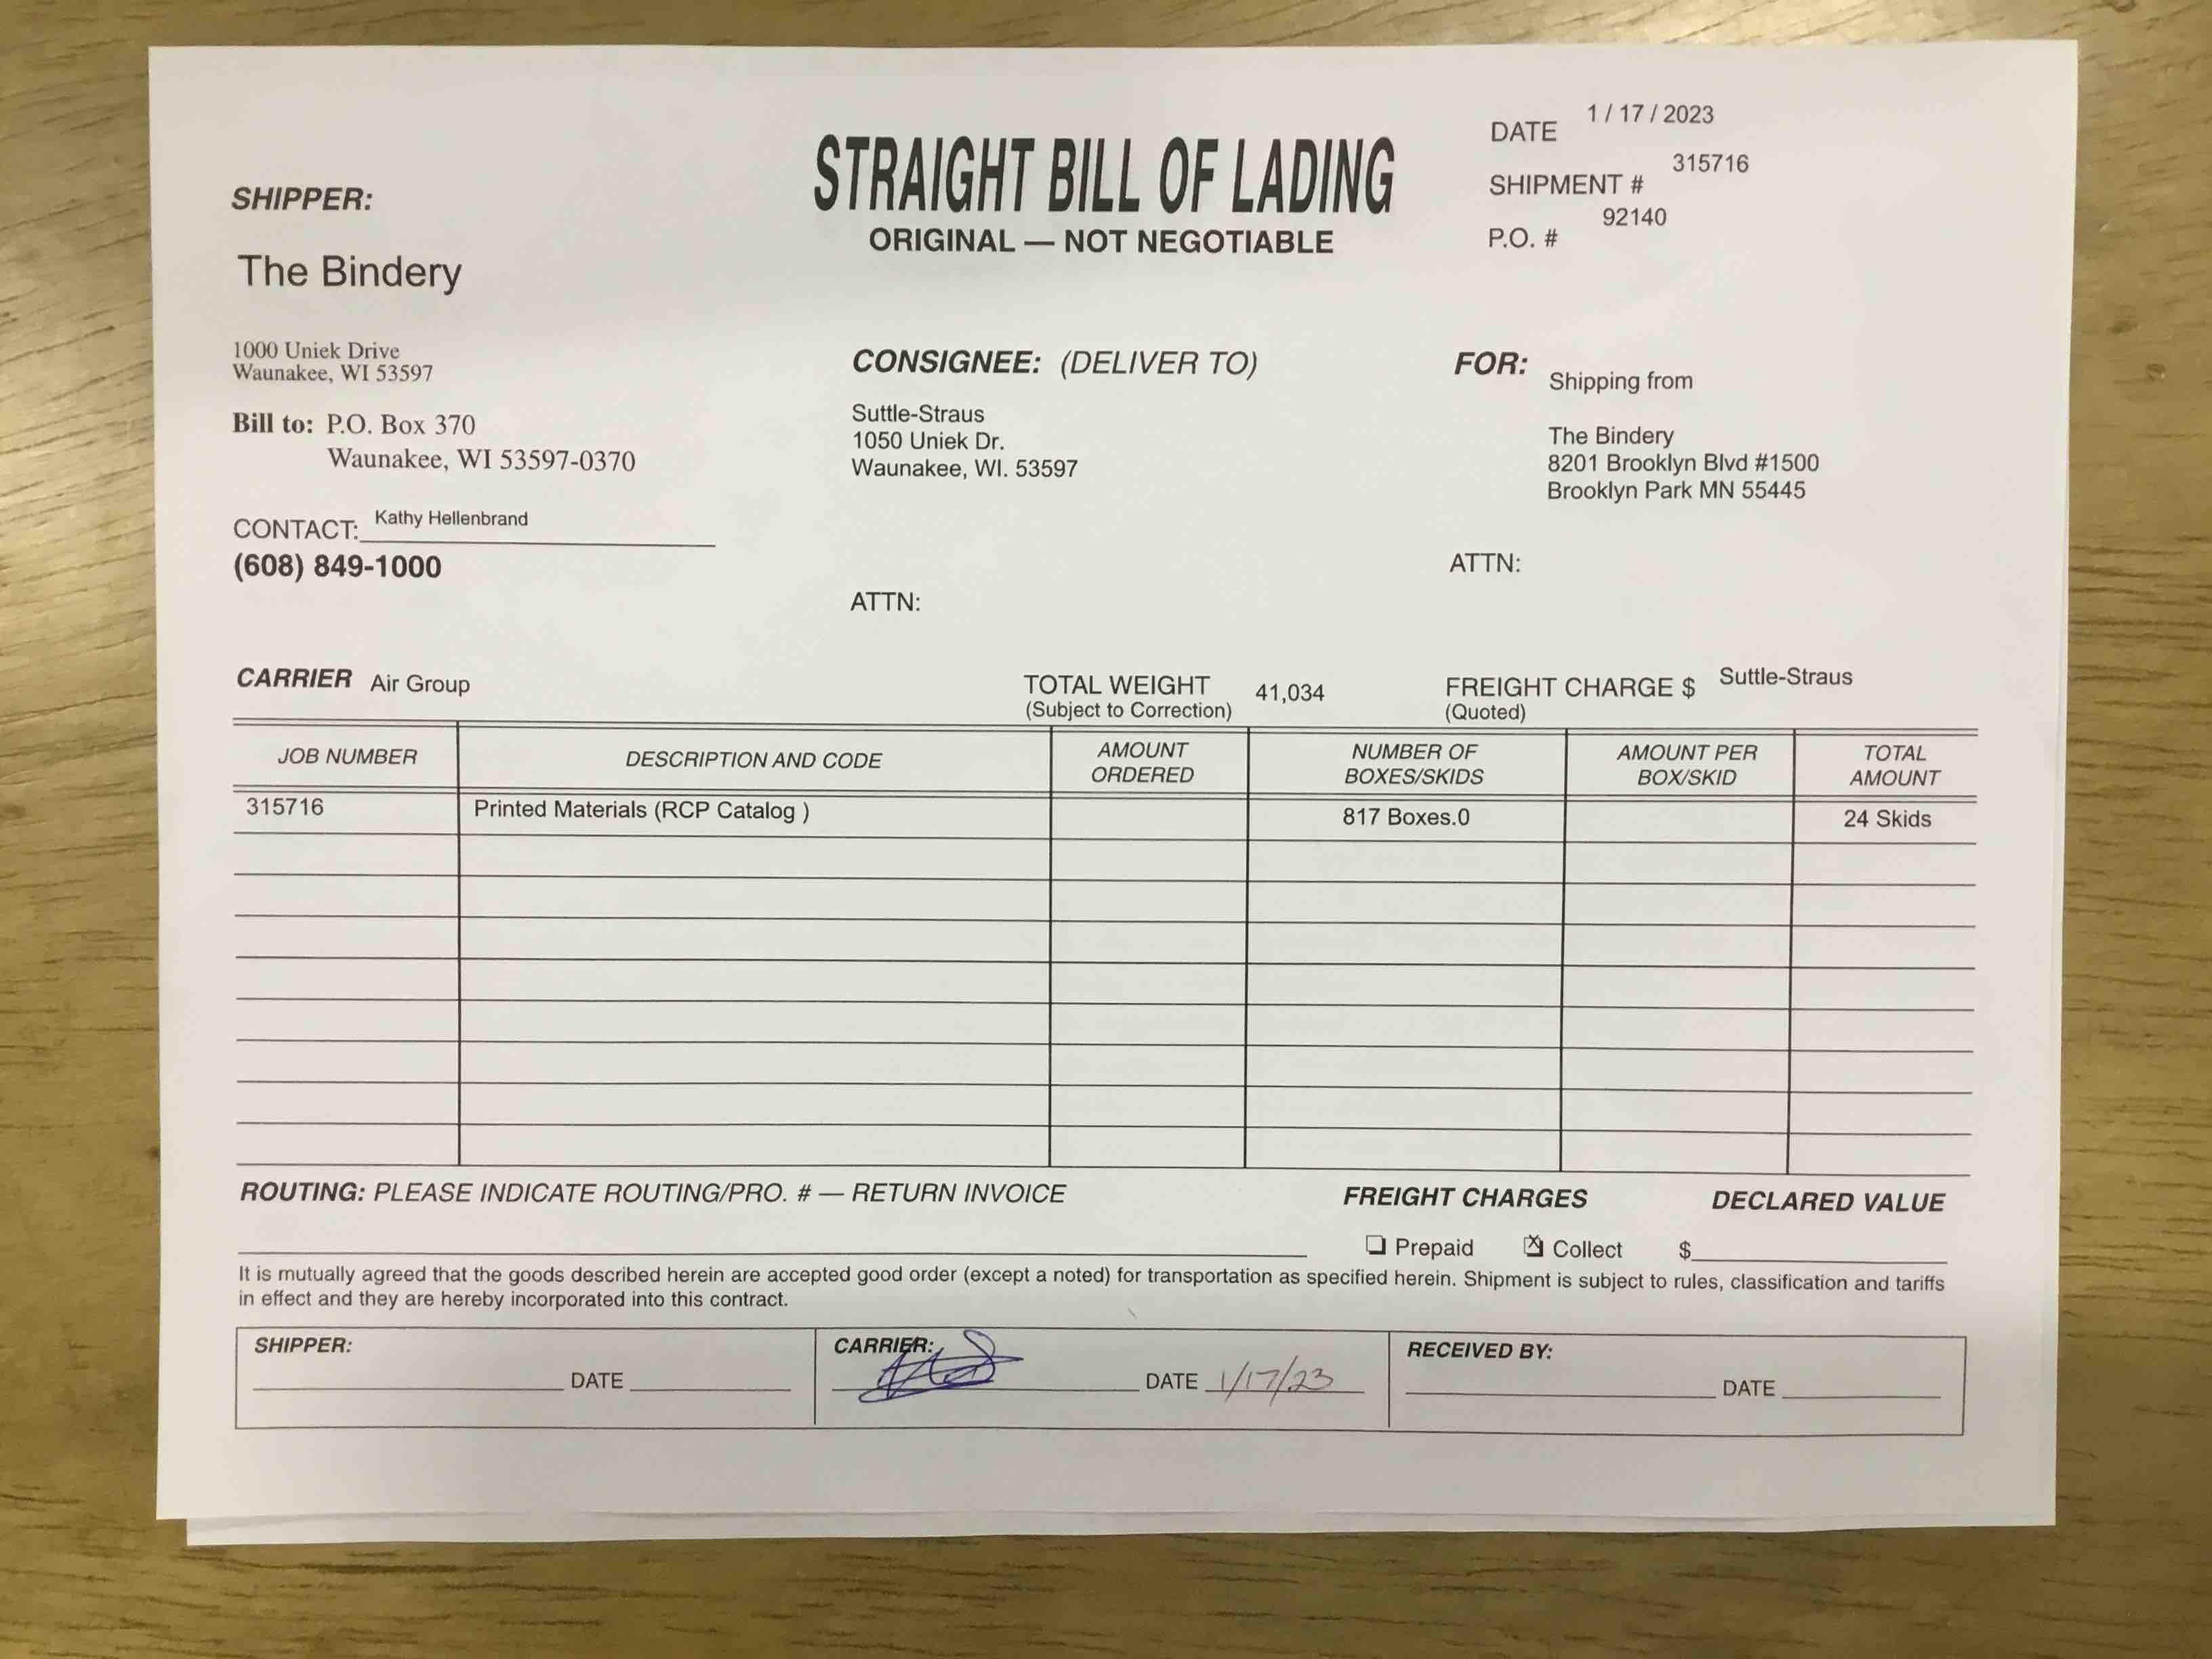 STRAIGHT BILL OF LADING
ORIGINAL — NOT NEGOTIABLE
DATE 1 / 17 / 2023
SHIPMENT # 315716
P.O. # 92140
SHIPPER:
The Bindery
1000 Uniek Drive
Waunakee, WI 53597
Bill to: P.O. Box 370
Waunakee, WI 53597-0370
CONTACT: Kathy Hellenbrand
(608) 849-1000
CONSIGNEE: (DELIVER TO)
Suttle-Straus
1050 Uniek Dr.
Waunakee, WI. 53597
ATTN:
FOR: Shipping from
The Bindery
8201 Brooklyn Blvd #1500
Brooklyn Park MN 55445
ATTN:
CARRIER Air Group
TOTAL WEIGHT 41,034
(Subject to Correction)
FREIGHT CHARGE $ Suttle-Straus
(Quoted)
JOB NUMBER DESCRIPTION AND CODE AMOUNT ORDERED NUMBER OF BOXES/SKIDS AMOUNT PER BOX/SKID TOTAL AMOUNT
315716 Printed Materials (RCP Catalog ) 817 Boxes.0 24 Skids
ROUTING: PLEASE INDICATE ROUTING/PRO. # — RETURN INVOICE
FREIGHT CHARGES
DECLARED VALUE
Prepaid Collect $
It is mutually agreed that the goods described herein are accepted good order (except a noted) for transportation as specified herein. Shipment is subject to rules, classification and tariffs
in effect and they are hereby incorporated into this contract.
SHIPPER:
DATE
CARRIER:
DATE 1/17/23
RECEIVED BY:
DATE